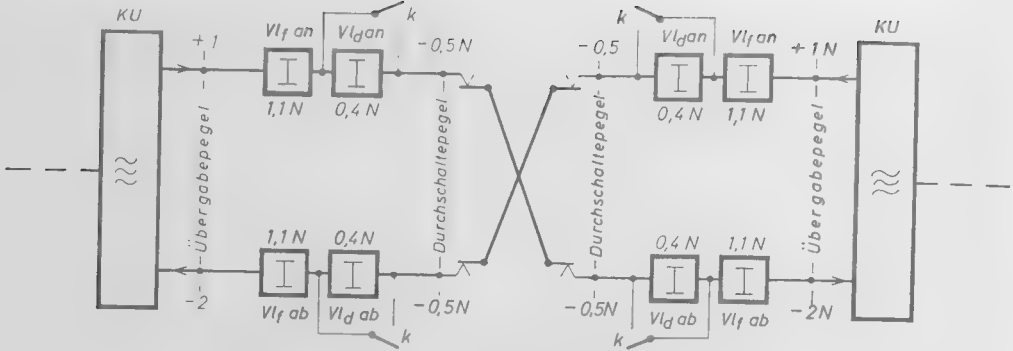 KU
+1
Vlf an
Vld an
k
-0,5N
1,1N
0,4N
-Übergabepegel-
-Durchschaltepegel
1,1N
0,4N
-2
Vlf ab
Vld ab
-0,5N
k
k
-0,5
Vld an
Vlf an
+1N
KU
0,4N
1,1N
-Durchschaltepegel-
-Übergabepegel-
0,4N
1,1N
-0,5N
Vld ab
Vlf ab
-2N
k